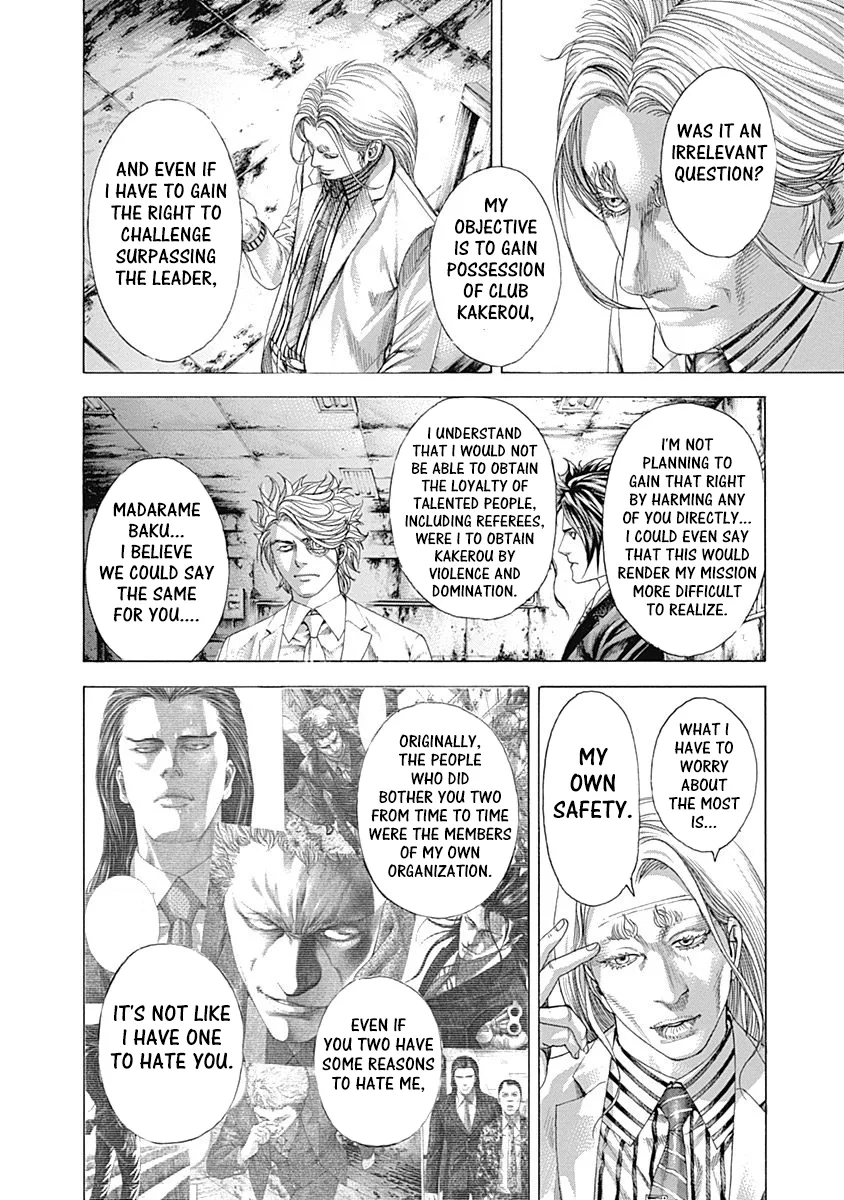 WAS IT AN
IRRELEVANT
QUESTION?
MY
OBJECTIVE
IS TO GAIN
POSSESSION
OF CLUB
KAKEROU,
AND EVEN IF
I HAVE TO GAIN
THE RIGHT TO
CHALLENGE
SURPASSING
THE LEADER,
I'M NOT
PLANNING TO
GAIN THAT RIGHT
BY HARMING ANY
OF YOU DIRECTLY...
I COULD EVEN SAY
THAT THIS WOULD
RENDER MY MISSION
MORE DIFFICULT
TO REALIZE.
I UNDERSTAND
THAT I WOULD NOT
BE ABLE TO OBTAIN
THE LOYALTY OF
TALENTED PEOPLE,
INCLUDING REFEREES,
WERE I TO OBTAIN
KAKEROU BY
VIOLENCE AND
DOMINATION.
MADARAME
BAKU...
I BELIEVE
WE COULD SAY
THE SAME
FOR YOU....
WHAT I
HAVE TO
WORRY
ABOUT
THE MOST
IS...
MY
OWN
SAFETY.
ORIGINALLY,
THE PEOPLE
WHO DID
BOTHER YOU TWO
FROM TIME TO TIME
WERE THE MEMBERS
OF MY OWN
ORGANIZATION.
EVEN IF
YOU TWO HAVE
SOME REASONS
TO HATE ME,
IT'S NOT LIKE
I HAVE ONE
TO HATE YOU.